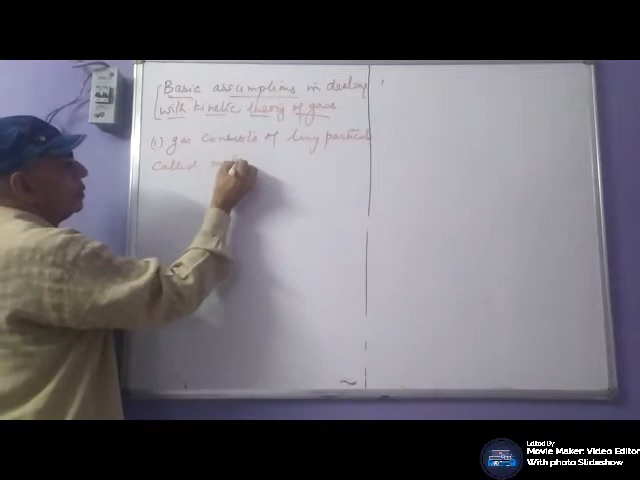 Basic assumptions in dealing
with kinetic theory of gases
(1) gas consists of tiny particles
called m
Edited By
Movie Maker: Video Editor
With photo Slideshow